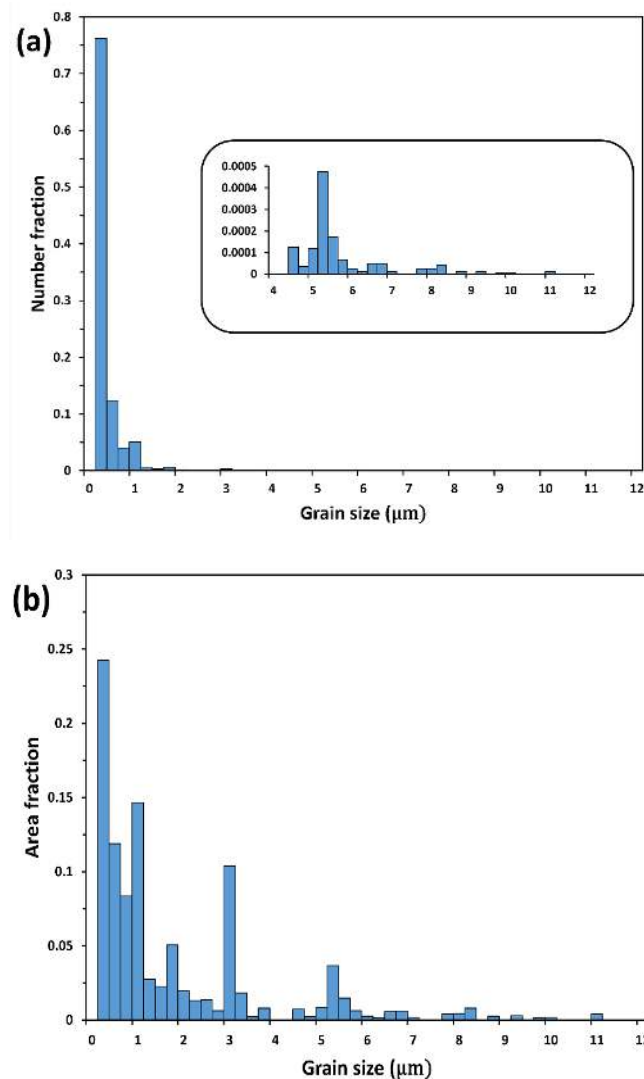 (a)
Number fraction
0.8
0.7
0.6
0.5
0.4
0.3
0.2
0.1
0
0.0005
0.0004
0.0003
0.0002
0.0001
0
4 5 6 7 8 9 10 11 12
0 1 2 3 4 5 6 7 8 9 10 11 12
Grain size (μm)
(b)
Area fraction
0.3
0.25
0.2
0.15
0.1
0.05
0
0 1 2 3 4 5 6 7 8 9 10 11 12
Grain size (μm)